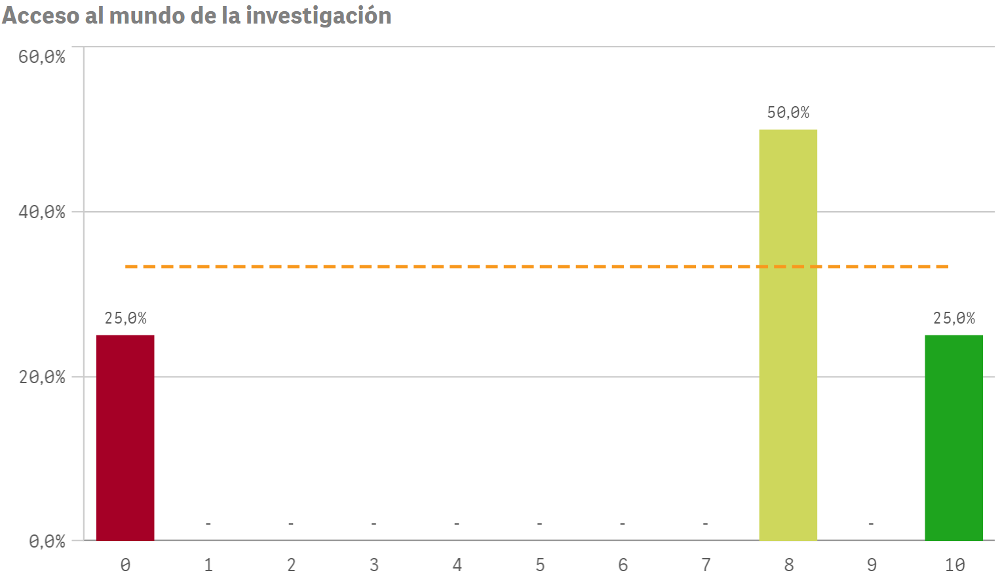 Acceso al mundo de la investigación
60,0%
50,0%
40,0%
25,0%
25,0%
20,0%
- - - - - - - -
0,0%
0 1 2 3 4 5 6 7 8 9 10